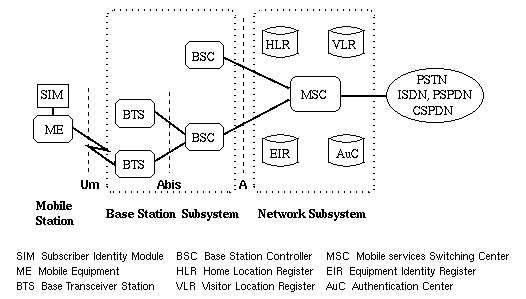 HLR VLR
BSC
PSTN
ISDN, PSPDN
CSPDN
MSC
SIM
ME
BTS
BSC
BTS
EIR AuC
Um Abis A
Mobile
Station
Base Station Subsystem
Network Subsystem
SIM Subscriber Identity Module BSC Base Station Controller MSC Mobile services Switching Center
ME Mobile Equipment HLR Home Location Register EIR Equipment Identity Register
BTS Base Transceiver Station VLR Visitor Location Register AuC Authentication Center